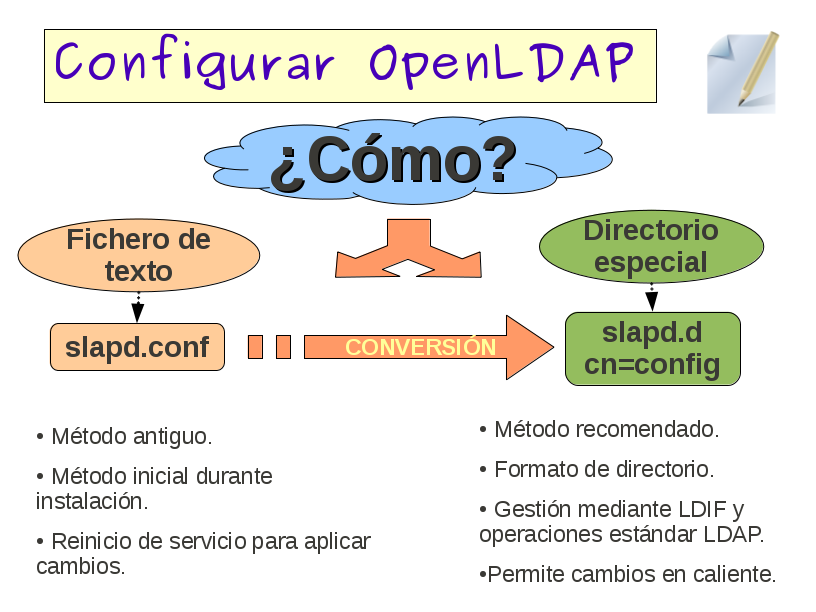 Configurar OpenLDAP
¿Cómo?
Fichero de
texto
Directorio
especial
slapd.conf
CONVERSIÓN
slapd.d
cn=config
• Método antiguo.
• Método inicial durante
instalación.
• Reinicio de servicio para aplicar
cambios.
• Método recomendado.
• Formato de directorio.
• Gestión mediante LDIF y
operaciones estándar LDAP.
•Permite cambios en caliente.